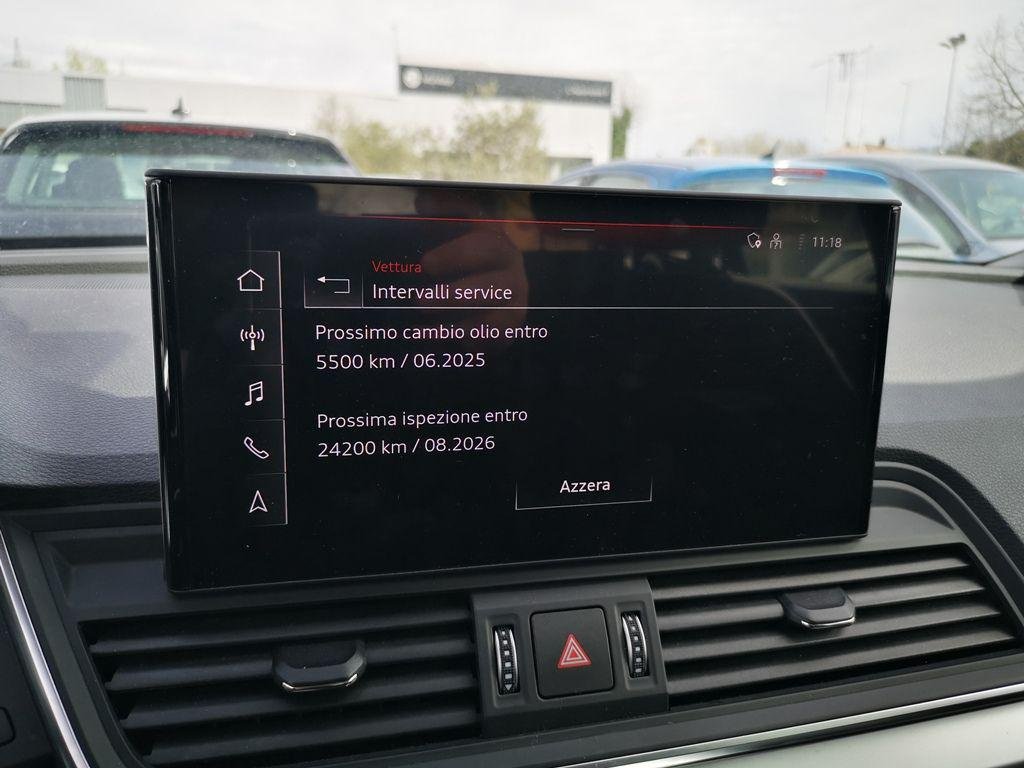 11:18
Vettura
Intervalli service
Prossimo cambio olio entro
5500 km / 06.2025
Prossima ispezione entro
24200 km / 08.2026
Azzera